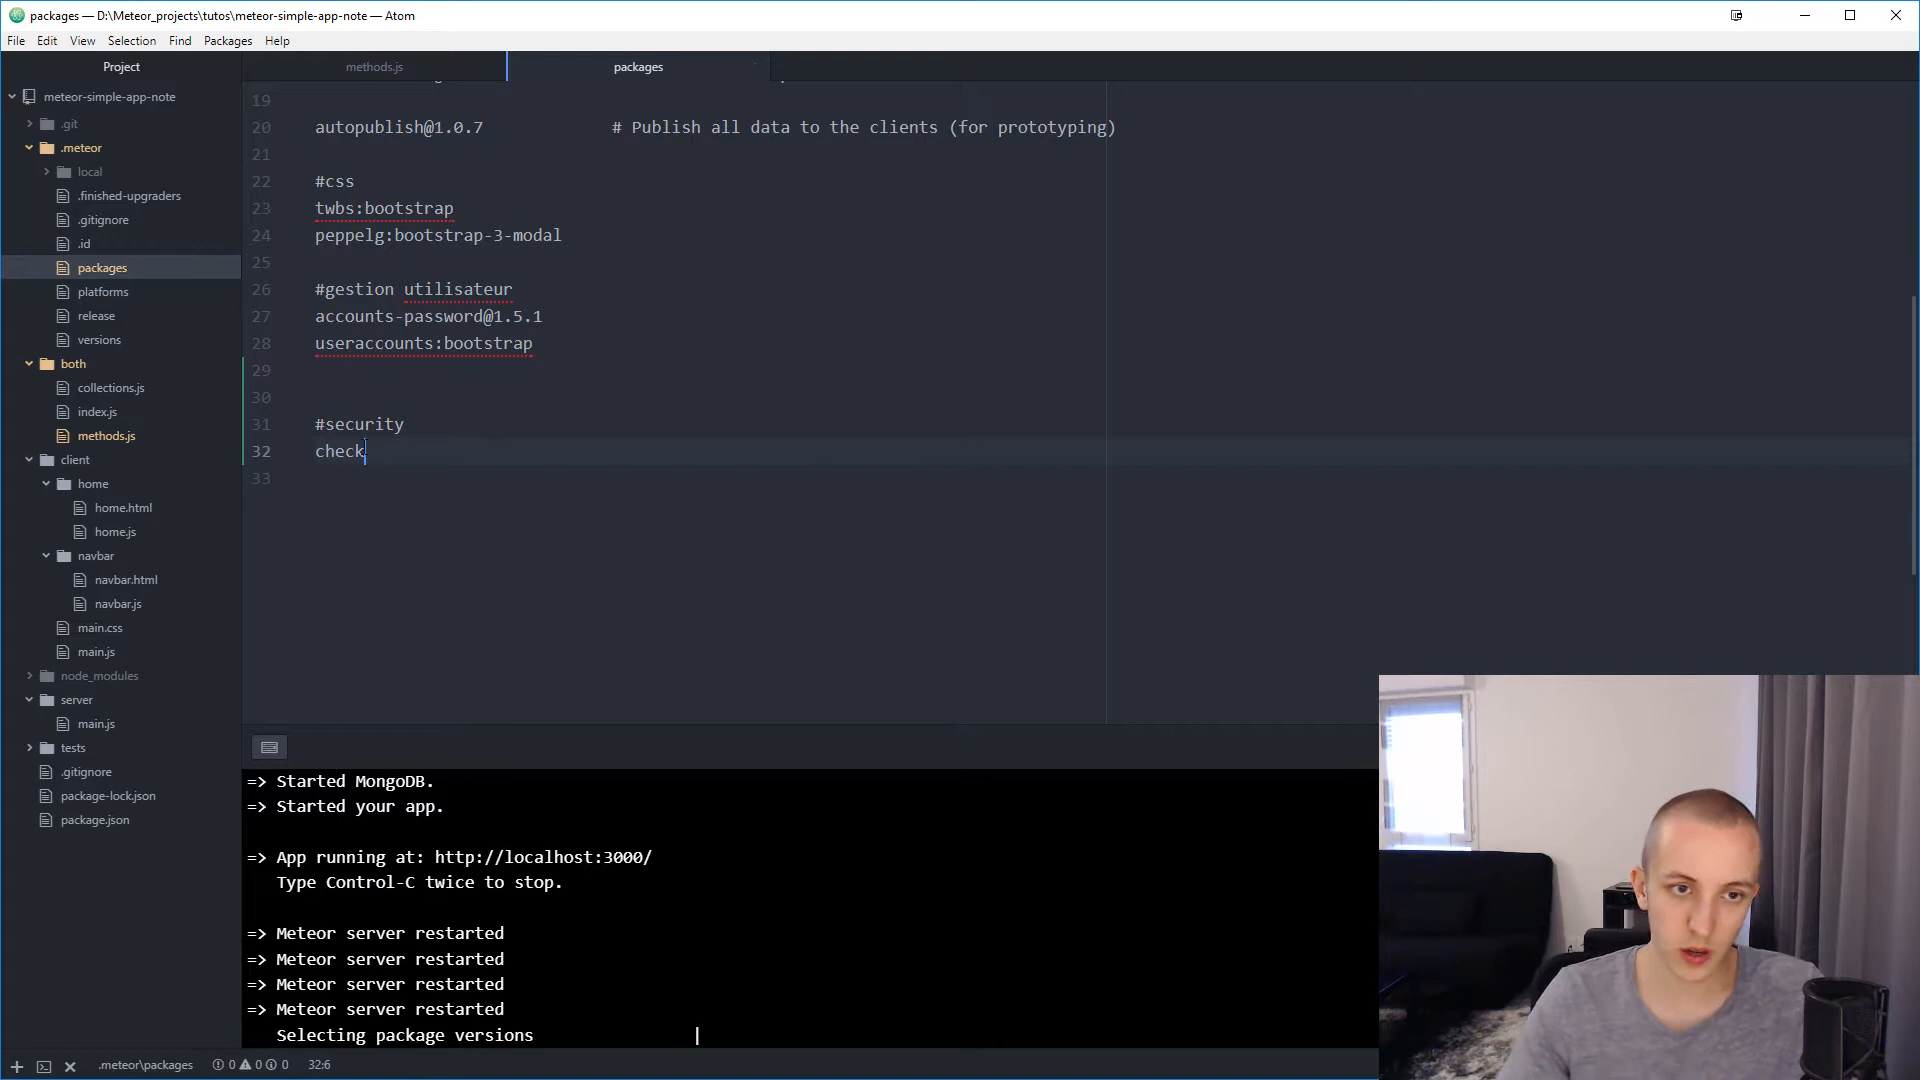 packages — D:\Meteor_projects\tutos\meteor-simple-app-note — Atom
File Edit View Selection Find Packages Help
Project
methods.js
packages
meteor-simple-app-note
.git
.meteor
local
.finished-upgraders
.gitignore
.id
packages
platforms
release
versions
both
collections.js
index.js
methods.js
client
home
home.html
home.js
navbar
navbar.html
navbar.js
main.css
main.js
node_modules
server
main.js
tests
.gitignore
package-lock.json
package.json
19
20 autopublish@1.0.7 # Publish all data to the clients (for prototyping)
21
22 #css
23 twbs:bootstrap
24 peppelg:bootstrap-3-modal
25
26 #gestion utilisateur
27 accounts-password@1.5.1
28 useraccounts:bootstrap
29
30
31 #security
32 check
33
=> Started MongoDB.
=> Started your app.
=> App running at: http://localhost:3000/
Type Control-C twice to stop.
=> Meteor server restarted
=> Meteor server restarted
=> Meteor server restarted
=> Meteor server restarted
Selecting package versions |
.meteor\packages 0 0 0 32:6